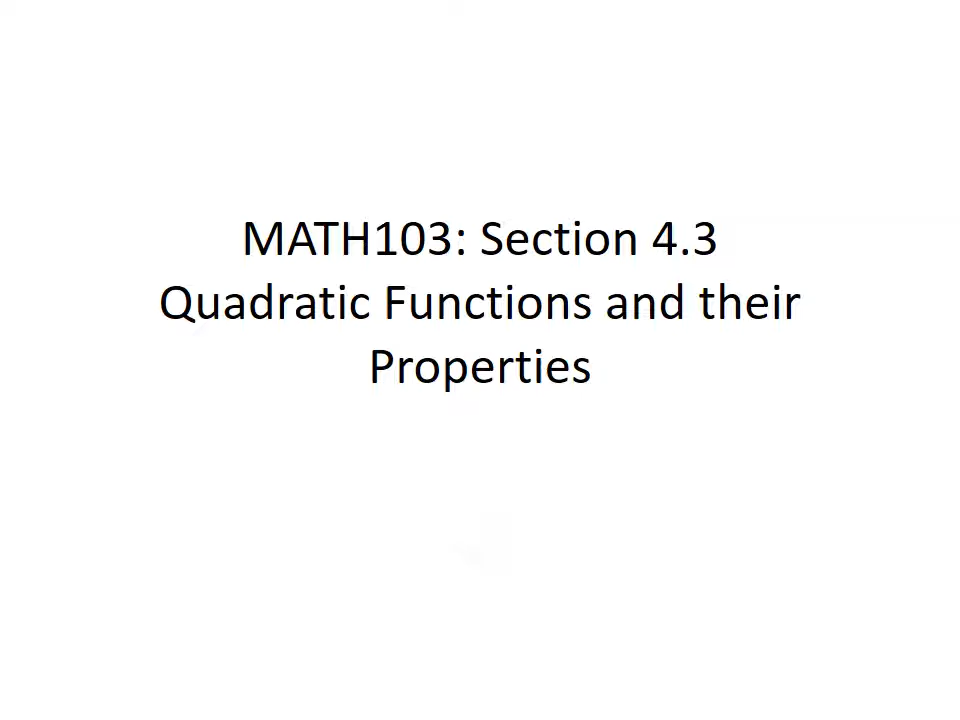 MATH103: Section 4.3
Quadratic Functions and their
Properties